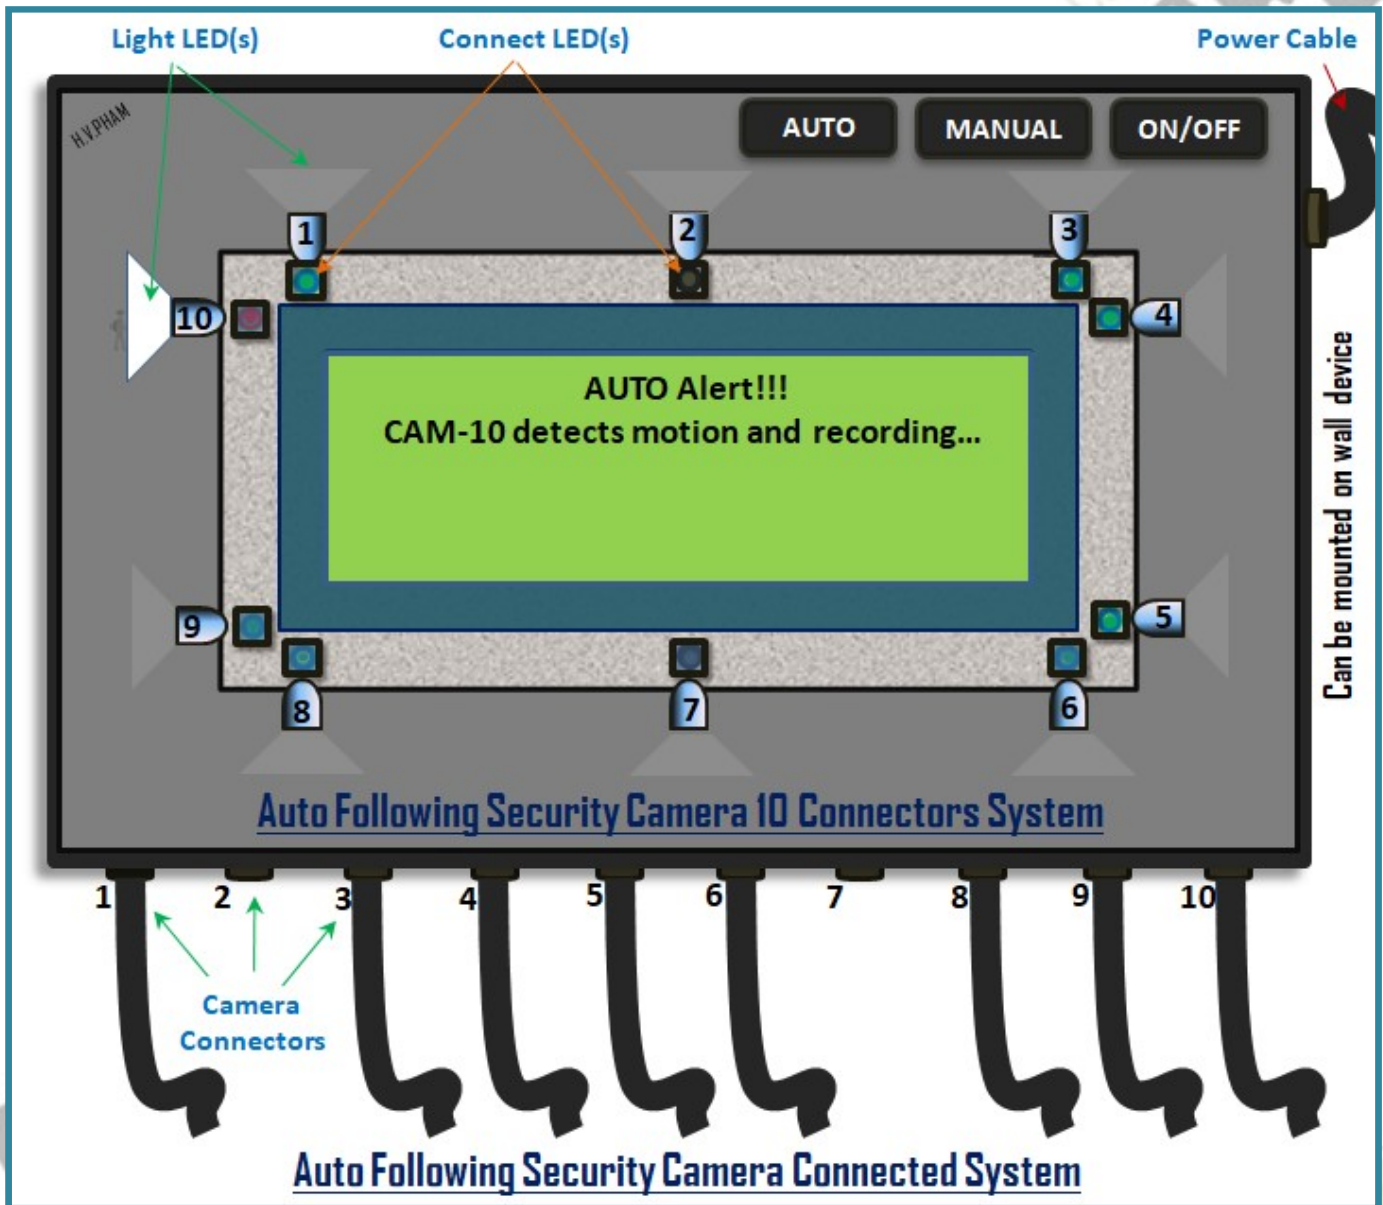 Light LED(s)
Connect LED(s)
Power Cable
H.V.PHAM
AUTO
MANUAL
ON/OFF
1
2
3
10
4
AUTO Alert!!!
CAM-10 detects motion and recording...
Can be mounted on wall device
9
5
8
7
6
Auto Following Security Camera 10 Connectors System
1
2
3
4
5
6
7
8
9
10
Camera
Connectors
Auto Following Security Camera Connected System